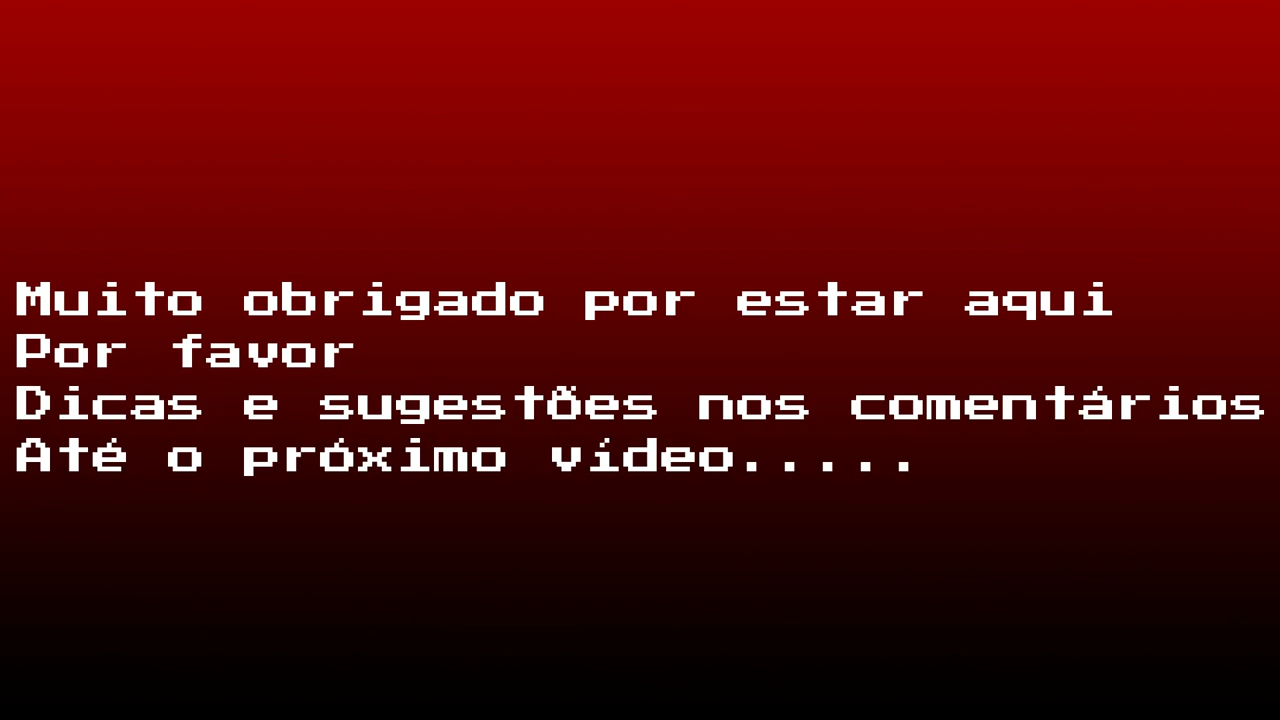 Muito obrigado por estar aqui
Por favor
Dicas e sugestões nos comentários
Até o próximo vídeo.....